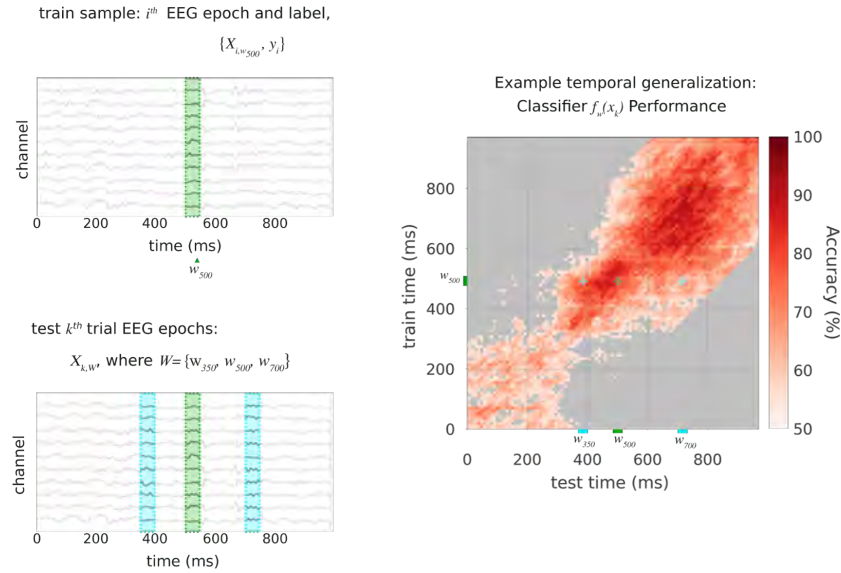 train sample: i^th EEG epoch and label,
{X_i,w_500, y_i}
channel
0 200 400 600 800
time (ms)
w_500
test k^th trial EEG epochs:
X_k,W, where W={w_350, w_500, w_700}
channel
0 200 400 600 800
time (ms)
Example temporal generalization:
Classifier f_w(x_k) Performance
train time (ms)
800
600
w_500
400
200
0
w_350 w_500 w_700
0 200 400 600 800
test time (ms)
100
90
80
70
60
50
Accuracy (%)